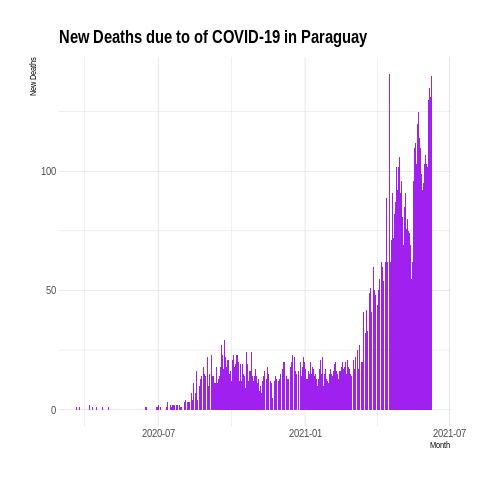 New Deaths due to of COVID-19 in Paraguay
New Deaths
100
50
0
2020-07
2021-01
2021-07
Month